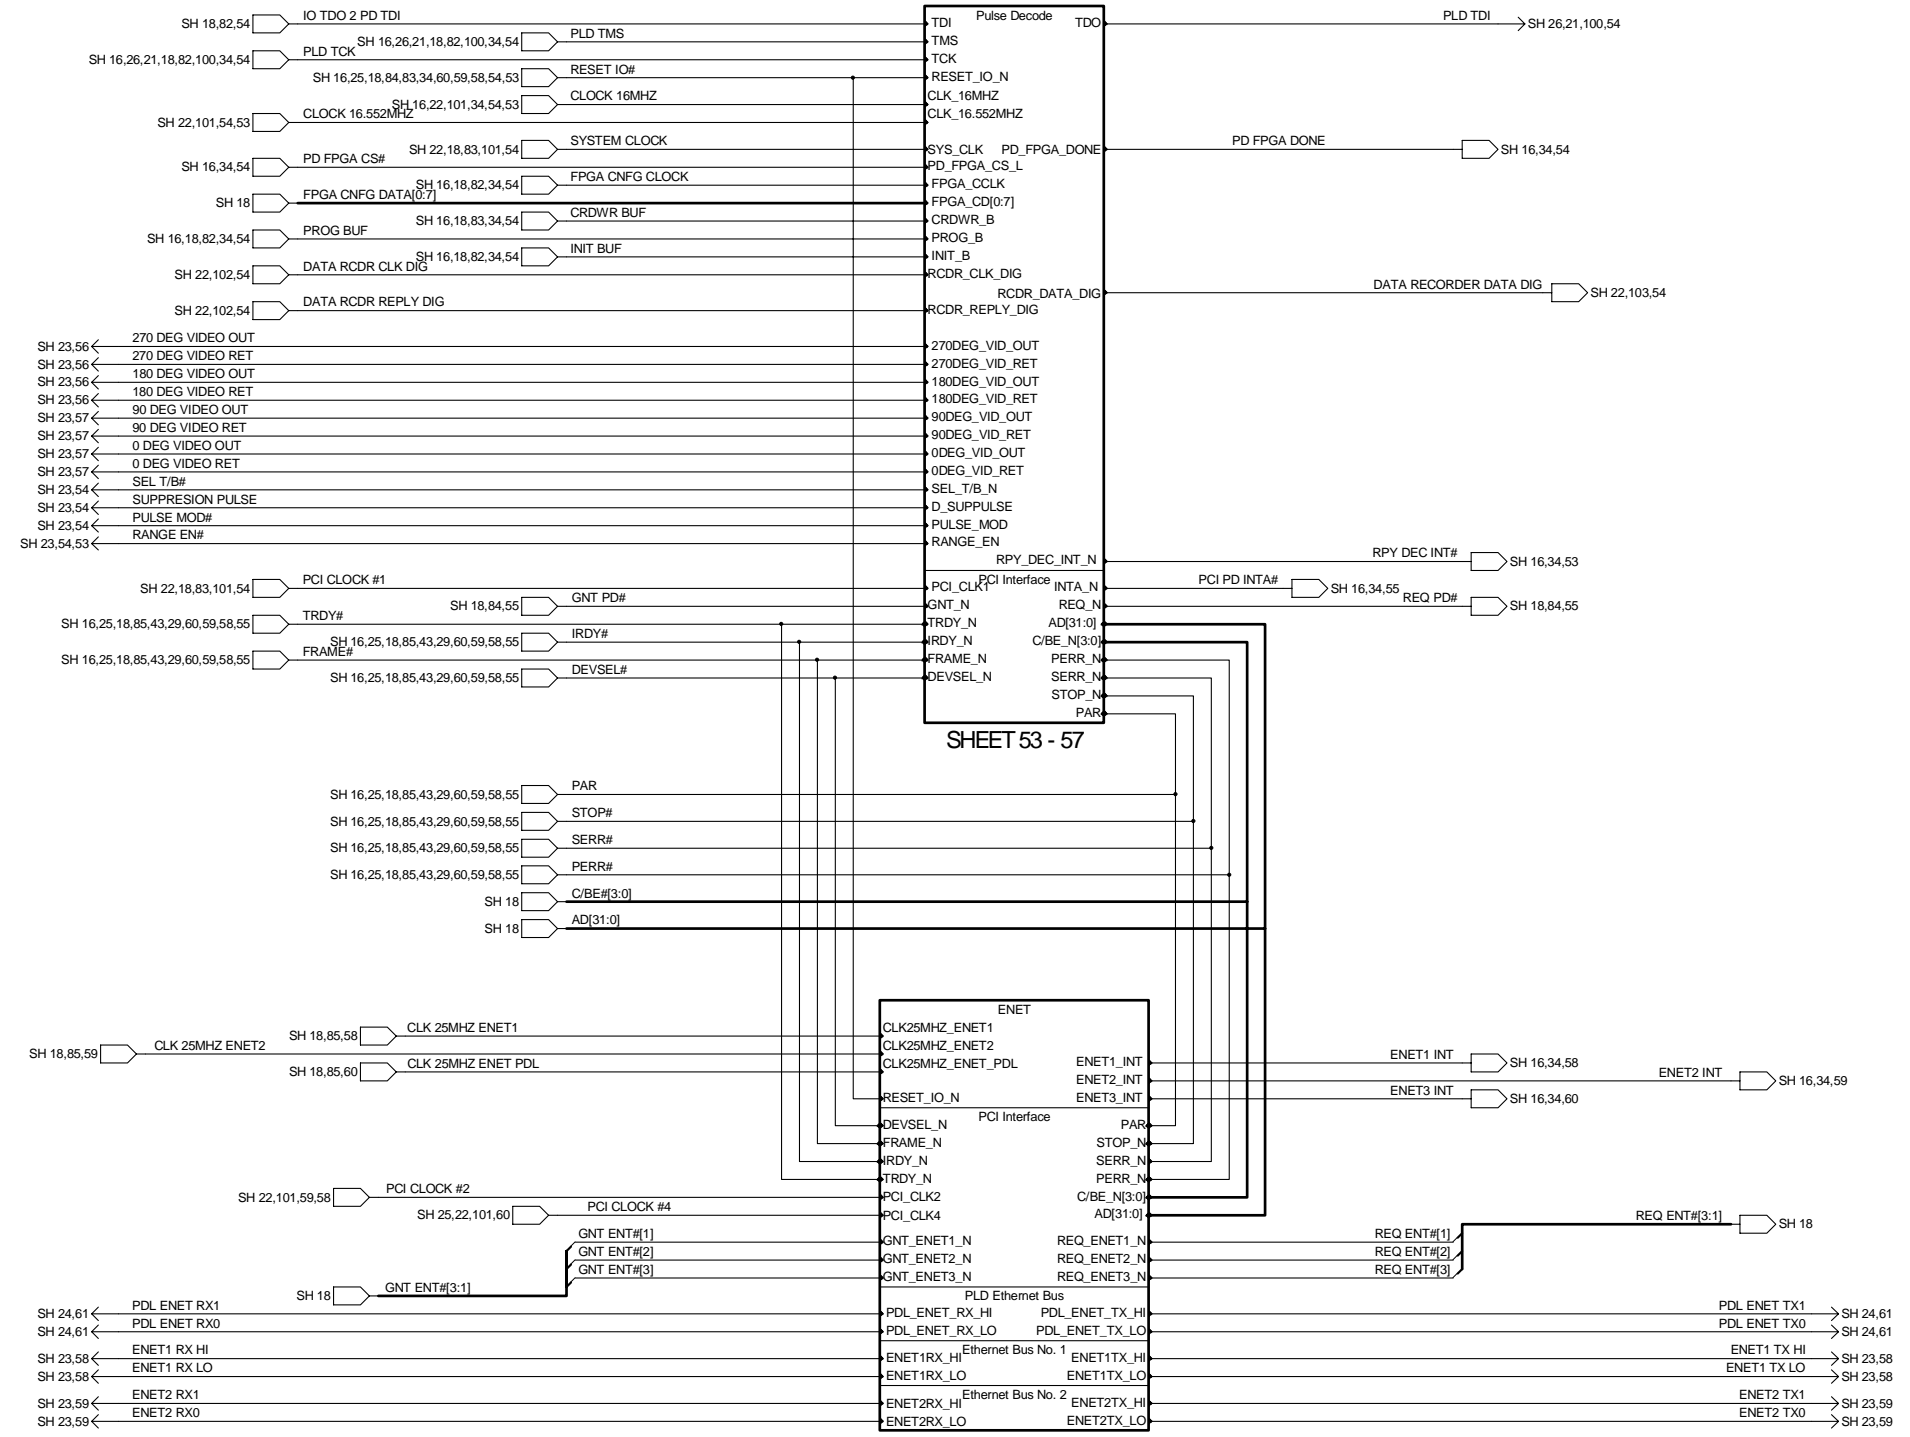 Pulse Decode
SH 18,82,54 IO TDO 2 PD TDI TDI TDO PLD TDI SH 26,21,100,54
SH 16,26,21,18,82,100,34,54 PLD TMS TMS
SH 16,26,21,18,82,100,34,54 PLD TCK TCK
SH 16,25,18,84,83,34,60,59,58,54,53 RESET IO# RESET_IO_N
SH 16,22,101,34,54,53 CLOCK 16MHZ CLK_16MHZ
SH 22,101,54,53 CLOCK 16.552MHZ CLK_16.552MHZ
SH 22,18,83,101,54 SYSTEM CLOCK SYS_CLK PD_FPGA_DONE PD FPGA DONE SH 16,34,54
SH 16,34,54 PD FPGA CS# PD_FPGA_CS_L
SH 16,18,82,34,54 FPGA CNFG CLOCK FPGA_CCLK
SH 18 FPGA CNFG DATA[0:7] FPGA_CD[0:7]
SH 16,18,83,34,54 CRDWR BUF CRDWR_B
SH 16,18,82,34,54 PROG BUF PROG_B
SH 16,18,82,34,54 INIT BUF INIT_B
SH 22,102,54 DATA RCDR CLK DIG RCDR_CLK_DIG
RCDR_DATA_DIG DATA RECORDER DATA DIG SH 22,103,54
SH 22,102,54 DATA RCDR REPLY DIG RCDR_REPLY_DIG
SH 23,56 270 DEG VIDEO OUT 270DEG_VID_OUT
SH 23,56 270 DEG VIDEO RET 270DEG_VID_RET
SH 23,56 180 DEG VIDEO OUT 180DEG_VID_OUT
SH 23,56 180 DEG VIDEO RET 180DEG_VID_RET
SH 23,57 90 DEG VIDEO OUT 90DEG_VID_OUT
SH 23,57 90 DEG VIDEO RET 90DEG_VID_RET
SH 23,57 0 DEG VIDEO OUT 0DEG_VID_OUT
SH 23,57 0 DEG VIDEO RET 0DEG_VID_RET
SH 23,54 SEL T/B# SEL_T/B_N
SH 23,54 SUPPRESION PULSE D_SUPPULSE
SH 23,54 PULSE MOD# PULSE_MOD
SH 23,54,53 RANGE EN# RANGE_EN
RPY_DEC_INT_N RPY DEC INT# SH 16,34,53
PCI Interface
SH 22,18,83,101,54 PCI CLOCK #1 PCI_CLK1 INTA_N PCI PD INTA# SH 16,34,55
SH 18,84,55 GNT PD# GNT_N REQ_N REQ PD# SH 18,84,55
SH 16,25,18,85,43,29,60,59,58,55 TRDY# TRDY_N AD[31:0]
SH 16,25,18,85,43,29,60,59,58,55 IRDY# IRDY_N C/BE_N[3:0]
SH 16,25,18,85,43,29,60,59,58,55 FRAME# FRAME_N PERR_N
SH 16,25,18,85,43,29,60,59,58,55 DEVSEL# DEVSEL_N SERR_N
STOP_N
PAR
SHEET 53 - 57
SH 16,25,18,85,43,29,60,59,58,55 PAR
SH 16,25,18,85,43,29,60,59,58,55 STOP#
SH 16,25,18,85,43,29,60,59,58,55 SERR#
SH 16,25,18,85,43,29,60,59,58,55 PERR#
SH 18 C/BE#[3:0]
SH 18 AD[31:0]
ENET
SH 18,85,58 CLK 25MHZ ENET1 CLK25MHZ_ENET1
SH 18,85,59 CLK 25MHZ ENET2 CLK25MHZ_ENET2
SH 18,85,60 CLK 25MHZ ENET PDL CLK25MHZ_ENET_PDL ENET1_INT ENET1 INT SH 16,34,58
ENET2_INT ENET2 INT SH 16,34,59
RESET_IO_N ENET3_INT ENET3 INT SH 16,34,60
PCI Interface
DEVSEL_N PAR
FRAME_N STOP_N
IRDY_N SERR_N
TRDY_N PERR_N
SH 22,101,59,58 PCI CLOCK #2 PCI_CLK2 C/BE_N[3:0]
SH 25,22,101,60 PCI CLOCK #4 PCI_CLK4 AD[31:0]
REQ ENT#[3:1] SH 18
GNT ENT#[1] GNT_ENET1_N REQ_ENET1_N REQ ENT#[1]
GNT ENT#[2] GNT_ENET2_N REQ_ENET2_N REQ ENT#[2]
GNT ENT#[3] GNT_ENET3_N REQ_ENET3_N REQ ENT#[3]
SH 18 GNT ENT#[3:1]
PLD Ethernet Bus
SH 24,61 PDL ENET RX1 PDL_ENET_RX_HI PDL_ENET_TX_HI PDL ENET TX1 SH 24,61
SH 24,61 PDL ENET RX0 PDL_ENET_RX_LO PDL_ENET_TX_LO PDL ENET TX0 SH 24,61
Ethernet Bus No. 1
SH 23,58 ENET1 RX HI ENET1RX_HI ENET1TX_HI ENET1 TX HI SH 23,58
SH 23,58 ENET1 RX LO ENET1RX_LO ENET1TX_LO ENET1 TX LO SH 23,58
Ethernet Bus No. 2
SH 23,59 ENET2 RX1 ENET2RX_HI ENET2TX_HI ENET2 TX1 SH 23,59
SH 23,59 ENET2 RX0 ENET2RX_LO ENET2TX_LO ENET2 TX0 SH 23,59